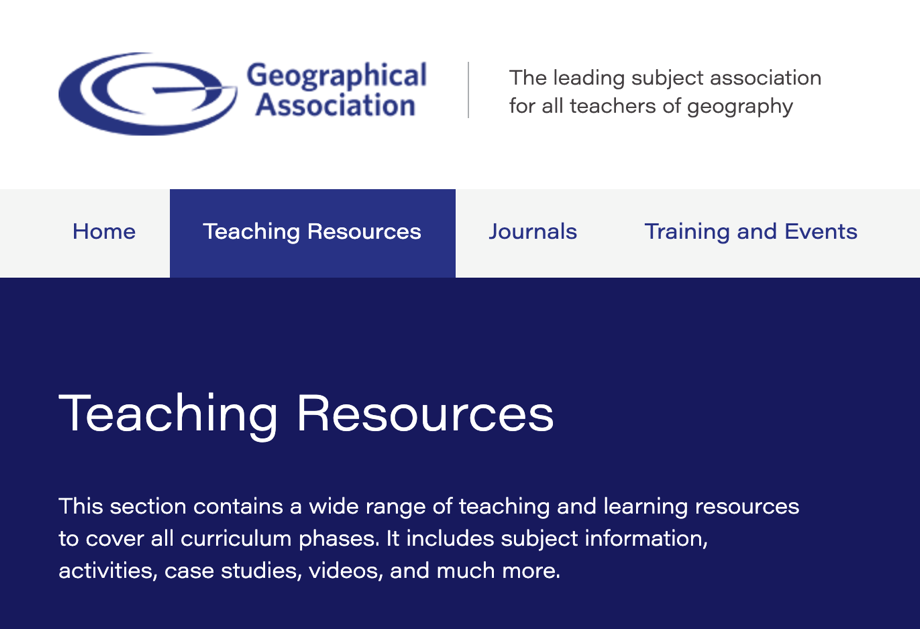 Geographical
Association
The leading subject association
for all teachers of geography
Home
Teaching Resources
Journals
Training and Events
Teaching Resources
This section contains a wide range of teaching and learning resources
to cover all curriculum phases. It includes subject information,
activities, case studies, videos, and much more.